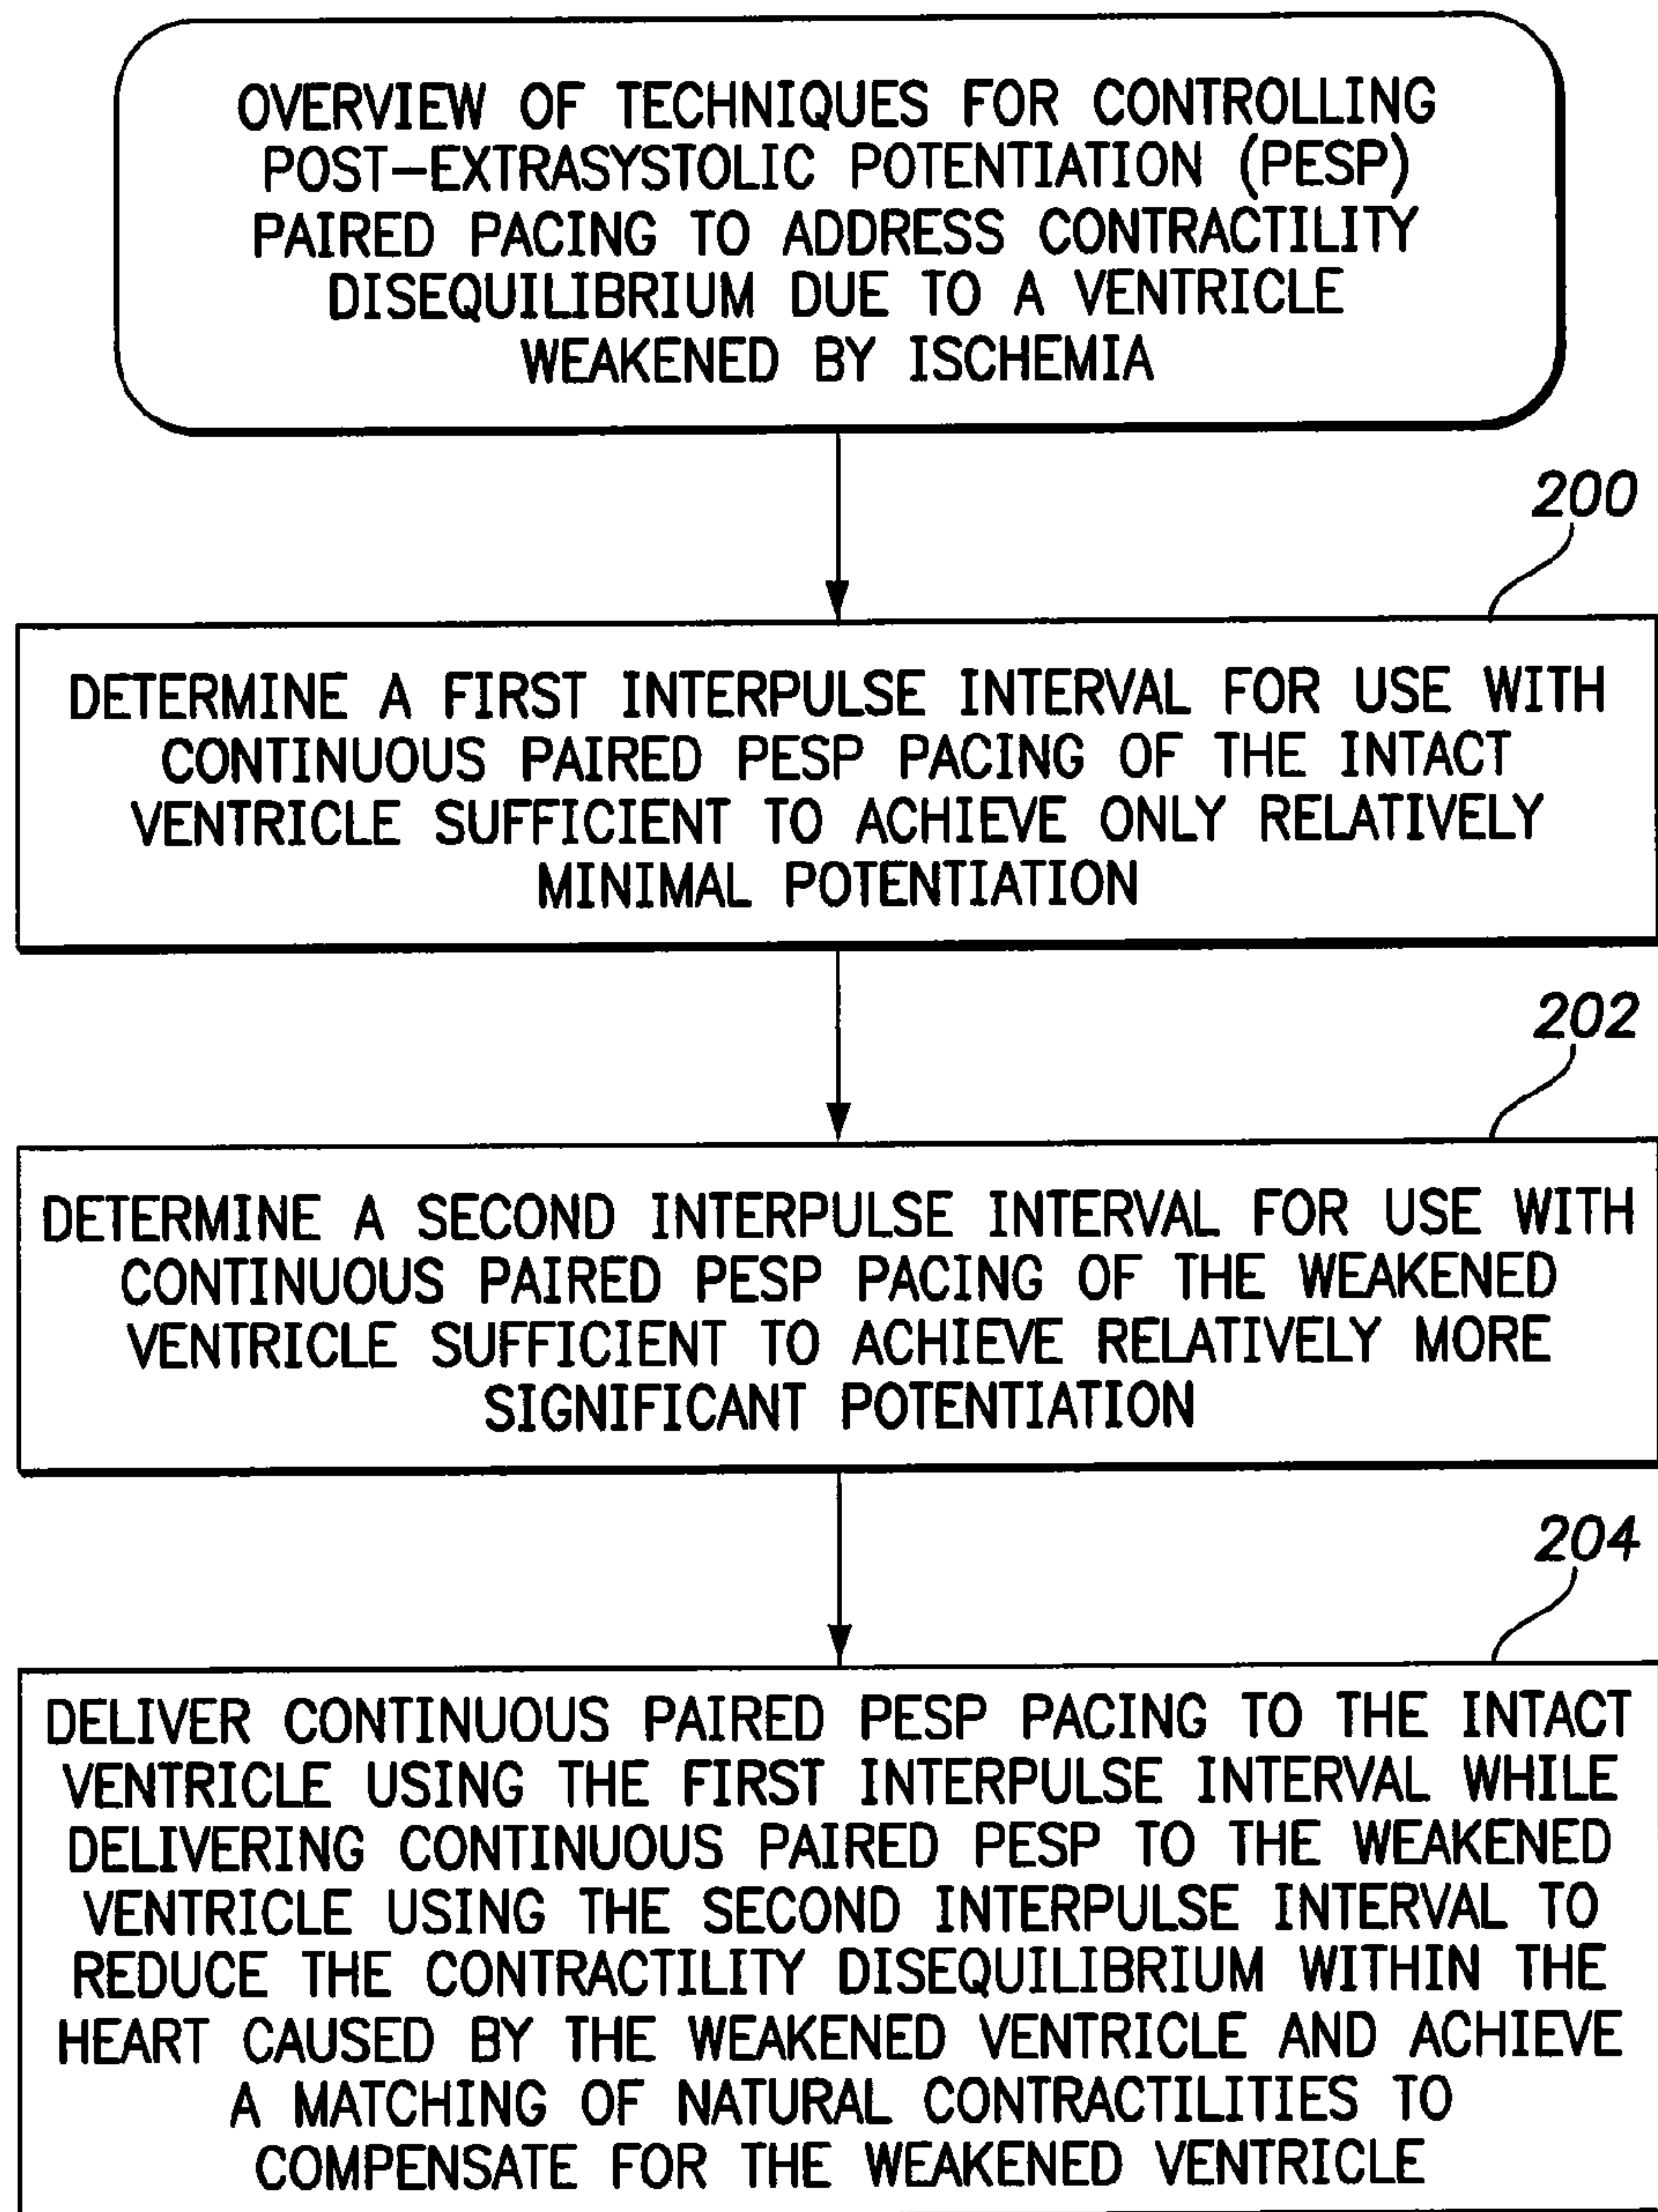 OVERVIEW OF TECHNIQUES FOR CONTROLLING
POST-EXTRASYSTOLIC POTENTIATION (PESP)
PAIRED PACING TO ADDRESS CONTRACTILITY
DISEQUILIBRIUM DUE TO A VENTRICLE
WEAKENED BY ISCHEMIA
200
DETERMINE A FIRST INTERPULSE INTERVAL FOR USE WITH
CONTINUOUS PAIRED PESP PACING OF THE INTACT
VENTRICLE SUFFICIENT TO ACHIEVE ONLY RELATIVELY
MINIMAL POTENTIATION
202
DETERMINE A SECOND INTERPULSE INTERVAL FOR USE WITH
CONTINUOUS PAIRED PESP PACING OF THE WEAKENED
VENTRICLE SUFFICIENT TO ACHIEVE RELATIVELY MORE
SIGNIFICANT POTENTIATION
204
DELIVER CONTINUOUS PAIRED PESP PACING TO THE INTACT
VENTRICLE USING THE FIRST INTERPULSE INTERVAL WHILE
DELIVERING CONTINUOUS PAIRED PESP TO THE WEAKENED
VENTRICLE USING THE SECOND INTERPULSE INTERVAL TO
REDUCE THE CONTRACTILITY DISEQUILIBRIUM WITHIN THE
HEART CAUSED BY THE WEAKENED VENTRICLE AND ACHIEVE
A MATCHING OF NATURAL CONTRACTILITIES TO
COMPENSATE FOR THE WEAKENED VENTRICLE